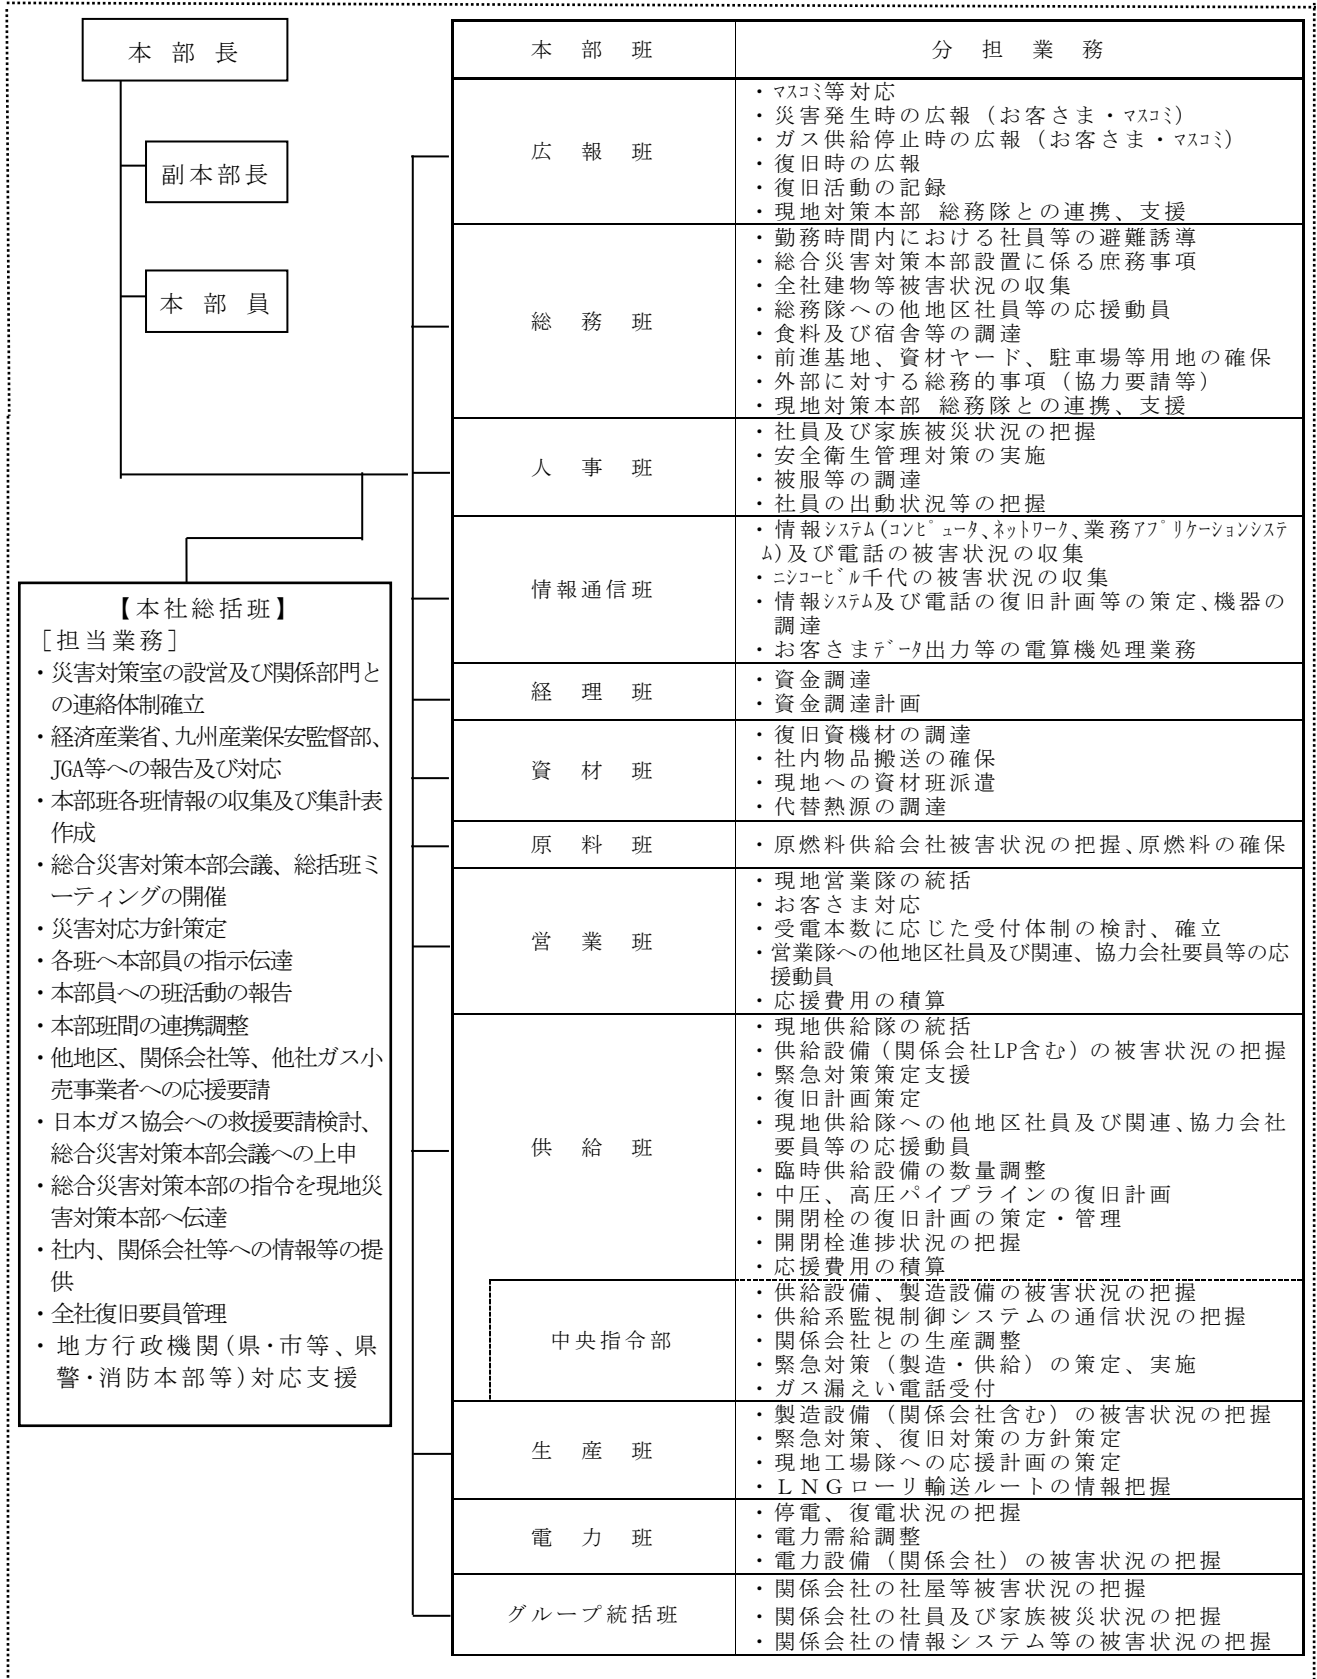 本部長
副本部長
本部員
【本社総括班】
［担当業務］
・災害対策室の設営及び関係部門と
の連絡体制確立
・経済産業省、九州産業保安監督部、
JGA等への報告及び対応
・本部班各班情報の収集及び集計表
作成
・総合災害対策本部会議、総括班ミ
ーティングの開催
・災害対応方針策定
・各班へ本部員の指示伝達
・本部員への班活動の報告
・本部班間の連携調整
・他地区、関係会社等、他社ガス小
売事業者への応援要請
・日本ガス協会への救援要請検討、
総合災害対策本部会議への上申
・総合災害対策本部の指令を現地災
害対策本部へ伝達
・社内、関係会社等への情報等の提
供
・全社復旧要員管理
・地方行政機関(県・市等、県
警・消防本部等)対応支援
本部班
分担業務
広報班
・ﾏｽｺﾐ等対応
・災害発生時の広報（お客さま・ﾏｽｺﾐ）
・ガス供給停止時の広報（お客さま・ﾏｽｺﾐ）
・復旧時の広報
・復旧活動の記録
・現地対策本部 総務隊との連携、支援
総務班
・勤務時間内における社員等の避難誘導
・総合災害対策本部設置に係る庶務事項
・全社建物等被害状況の収集
・総務隊への他地区社員等の応援動員
・食料及び宿舎等の調達
・前進基地、資材ヤード、駐車場等用地の確保
・外部に対する総務的事項（協力要請等）
・現地対策本部 総務隊との連携、支援
人事班
・社員及び家族被災状況の把握
・安全衛生管理対策の実施
・被服等の調達
・社員の出動状況等の把握
情報通信班
・情報ｼｽﾃﾑ(ｺﾝﾋﾟｭｰﾀ、ﾈｯﾄﾜｰｸ、業務ｱﾌﾟﾘｹｰｼｮﾝｼｽﾃ
ﾑ)及び電話の被害状況の収集
・ﾆｼｺｰﾋﾞﾙ千代の被害状況の収集
・情報ｼｽﾃﾑ及び電話の復旧計画等の策定、機器の
調達
・お客さまﾃﾞｰﾀ出力等の電算機処理業務
経理班
・資金調達
・資金調達計画
資材班
・復旧資機材の調達
・社内物品搬送の確保
・現地への資材班派遣
・代替熱源の調達
原料班
・原燃料供給会社被害状況の把握、原燃料の確保
営業班
・現地営業隊の統括
・お客さま対応
・受電本数に応じた受付体制の検討、確立
・営業隊への他地区社員及び関連、協力会社要員等の応
援動員
・応援費用の積算
供給班
・現地供給隊の統括
・供給設備（関係会社LP含む）の被害状況の把握
・緊急対策策定支援
・復旧計画策定
・現地供給隊への他地区社員及び関連、協力会社
要員等の応援動員
・臨時供給設備の数量調整
・中圧、高圧パイプラインの復旧計画
・開閉栓の復旧計画の策定・管理
・開閉栓進捗状況の把握
・応援費用の積算
中央指令部
・供給設備、製造設備の被害状況の把握
・供給系監視制御システムの通信状況の把握
・関係会社との生産調整
・緊急対策（製造・供給）の策定、実施
・ガス漏えい電話受付
生産班
・製造設備（関係会社含む）の被害状況の把握
・緊急対策、復旧対策の方針策定
・現地工場隊への応援計画の策定
・ＬＮＧローリ輸送ルートの情報把握
電力班
・停電、復電状況の把握
・電力需給調整
・電力設備（関係会社）の被害状況の把握
グループ統括班
・関係会社の社屋等被害状況の把握
・関係会社の社員及び家族被災状況の把握
・関係会社の情報システム等の被害状況の把握